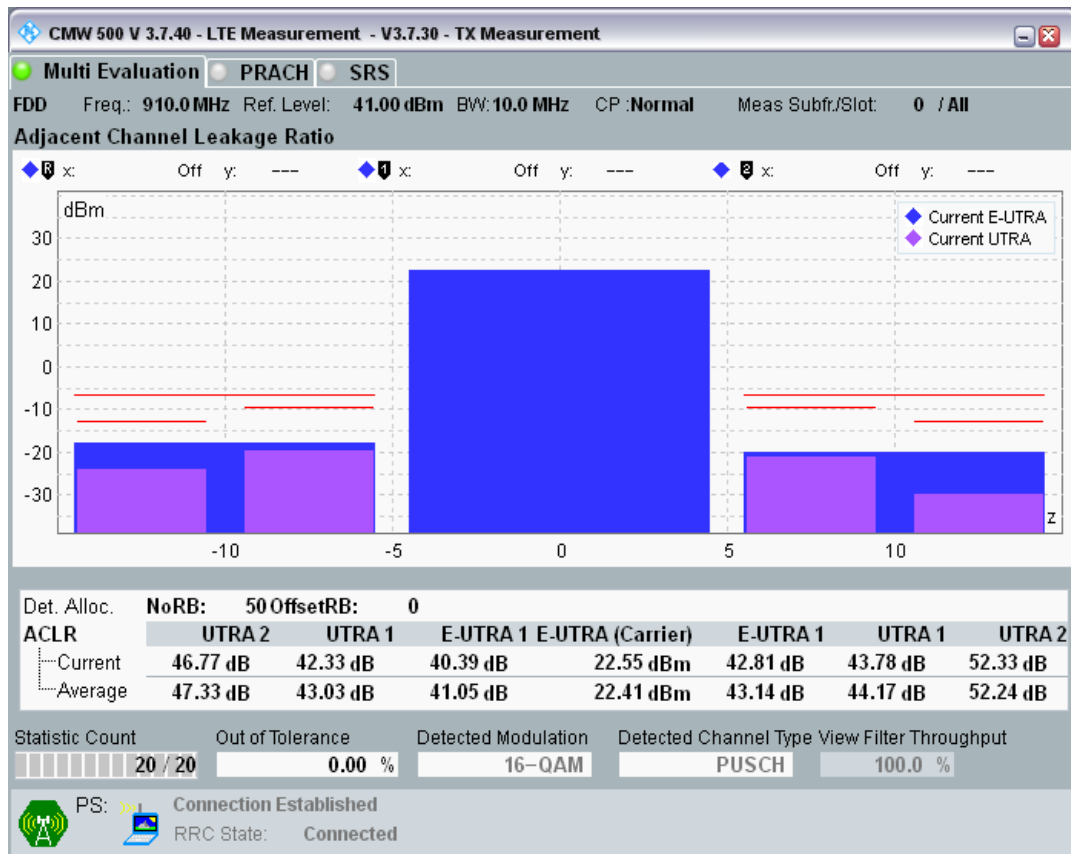 CMW 500 V 3.7.40 - LTE Measurement - V3.7.30 - TX Measurement
Multi Evaluation PRACH SRS
FDD Freq.: 910.0 MHz Ref. Level: 41.00 dBm BW: 10.0 MHz CP :Normal Meas Subfr./Slot: 0 / All
Adjacent Channel Leakage Ratio
R x: Off y: --- 1 x: Off y: --- 2 x: Off y: ---
dBm
Current E-UTRA
Current UTRA
30
20
10
0
-10
-20
-30
z
-10 -5 0 5 10
Det. Alloc. NoRB: 50 OffsetRB: 0
ACLR UTRA 2 UTRA 1 E-UTRA 1 E-UTRA (Carrier) E-UTRA 1 UTRA 1 UTRA 2
Current 46.77 dB 42.33 dB 40.39 dB 22.55 dBm 42.81 dB 43.78 dB 52.33 dB
Average 47.33 dB 43.03 dB 41.05 dB 22.41 dBm 43.14 dB 44.17 dB 52.24 dB
Statistic Count Out of Tolerance Detected Modulation Detected Channel Type View Filter Throughput
20 / 20 0.00 % 16-QAM PUSCH 100.0 %
PS: Connection Established
RRC State: Connected